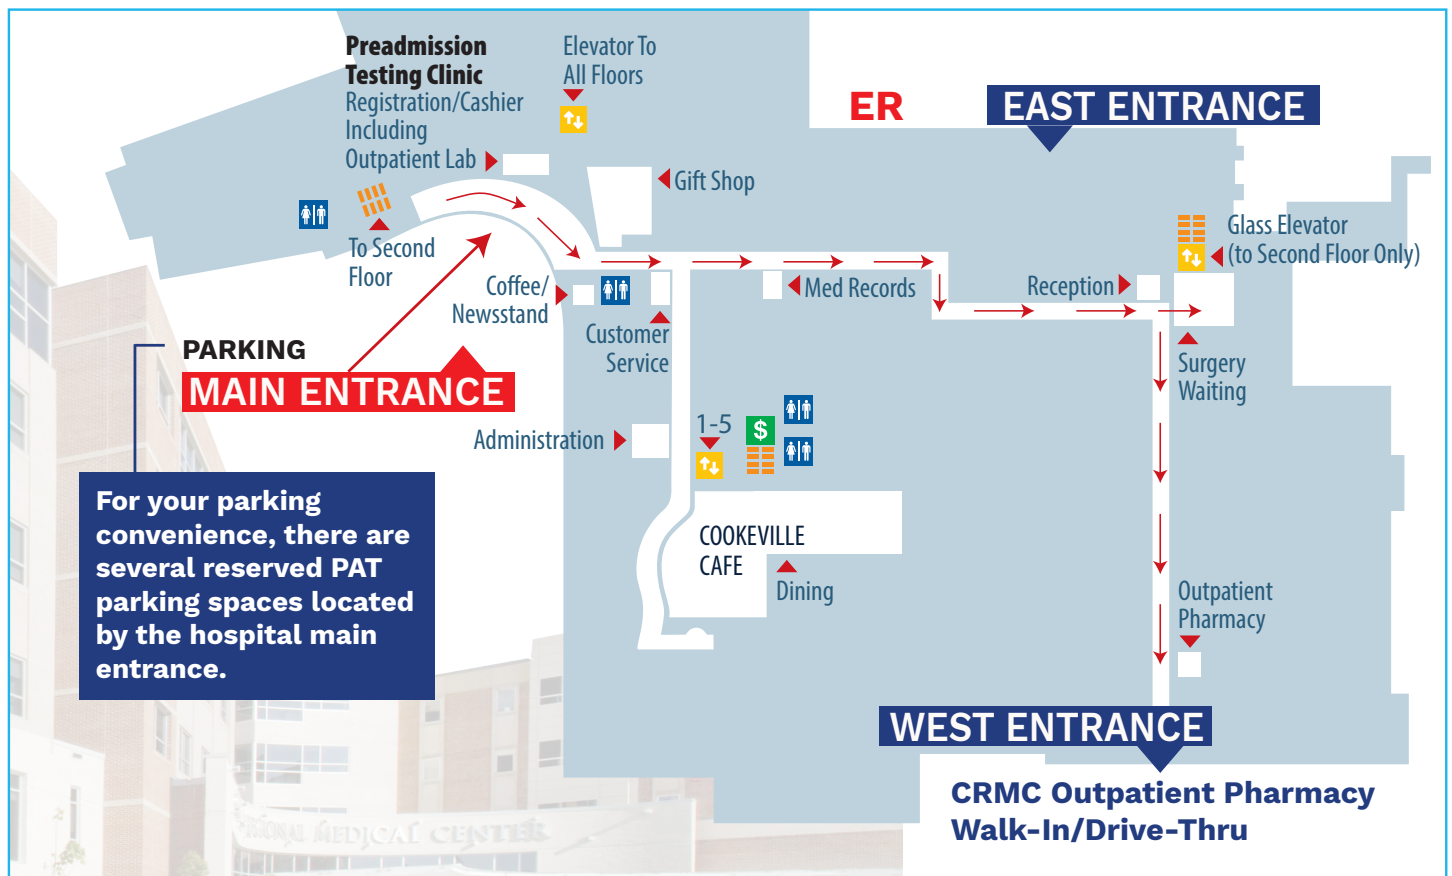 Preadmission
Testing Clinic
Registration/Cashier
Including
Outpatient Lab
Elevator To
All Floors
ER
EAST ENTRANCE
Gift Shop
To Second
Floor
Glass Elevator
(to Second Floor Only)
Coffee/
Newsstand
Med Records
Reception
Customer
Service
PARKING
MAIN ENTRANCE
Surgery
Waiting
Administration
1-5
$
For your parking
convenience, there are
several reserved PAT
parking spaces located
by the hospital main
entrance.
COOKEVILLE
CAFE
Dining
Outpatient
Pharmacy
WEST ENTRANCE
CRMC Outpatient Pharmacy
Walk-In/Drive-Thru
MEDICAL CENTER